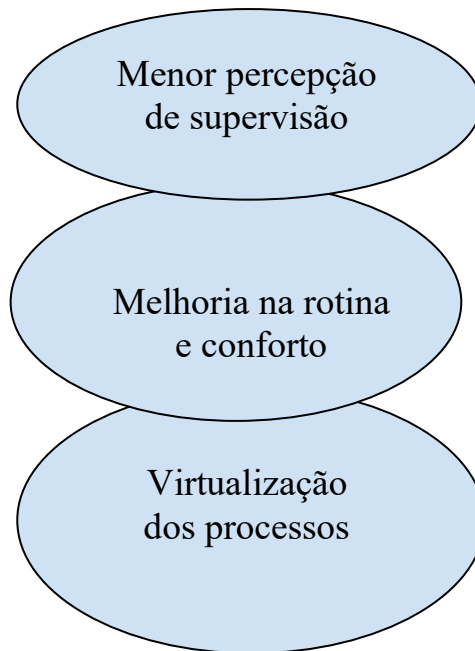 Menor percepção
de supervisão
Melhoria na rotina
e conforto
Virtualização
dos processos